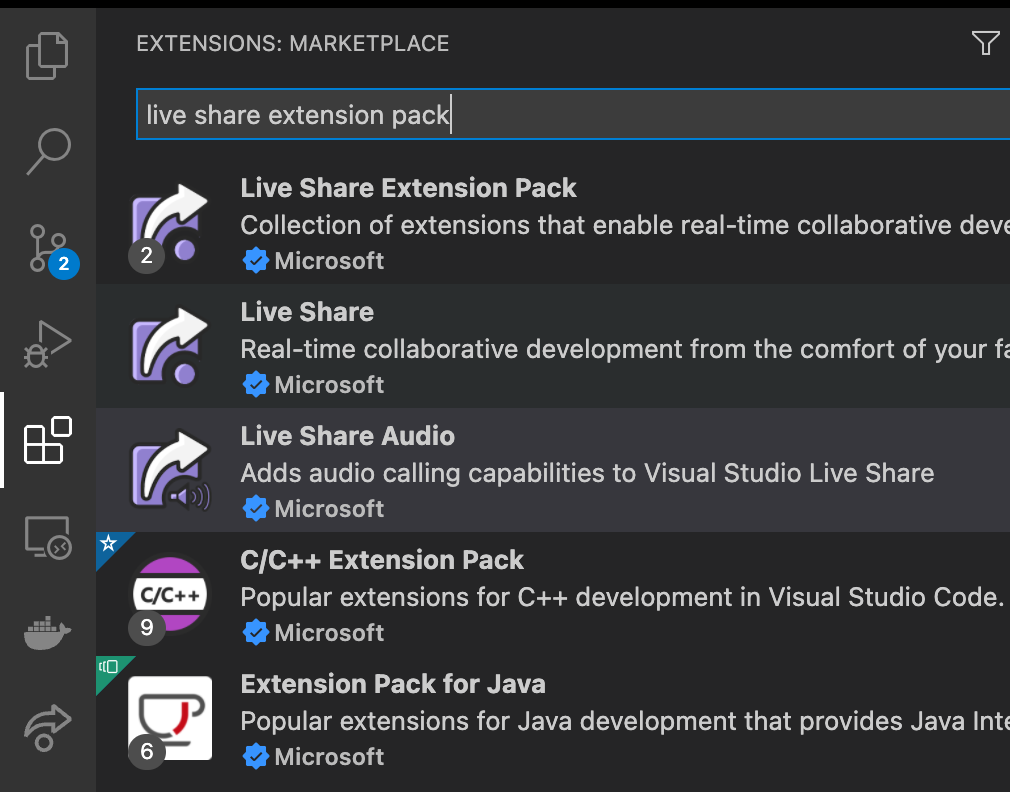 EXTENSIONS: MARKETPLACE
live share extension pack
Live Share Extension Pack
Collection of extensions that enable real-time collaborative deve
2
Microsoft
2
Live Share
Real-time collaborative development from the comfort of your fa
Microsoft
Live Share Audio
Adds audio calling capabilities to Visual Studio Live Share
Microsoft
C/C++ Extension Pack
C/C++
Popular extensions for C++ development in Visual Studio Code.
9
Microsoft
Extension Pack for Java
Popular extensions for Java development that provides Java Inte
6
Microsoft